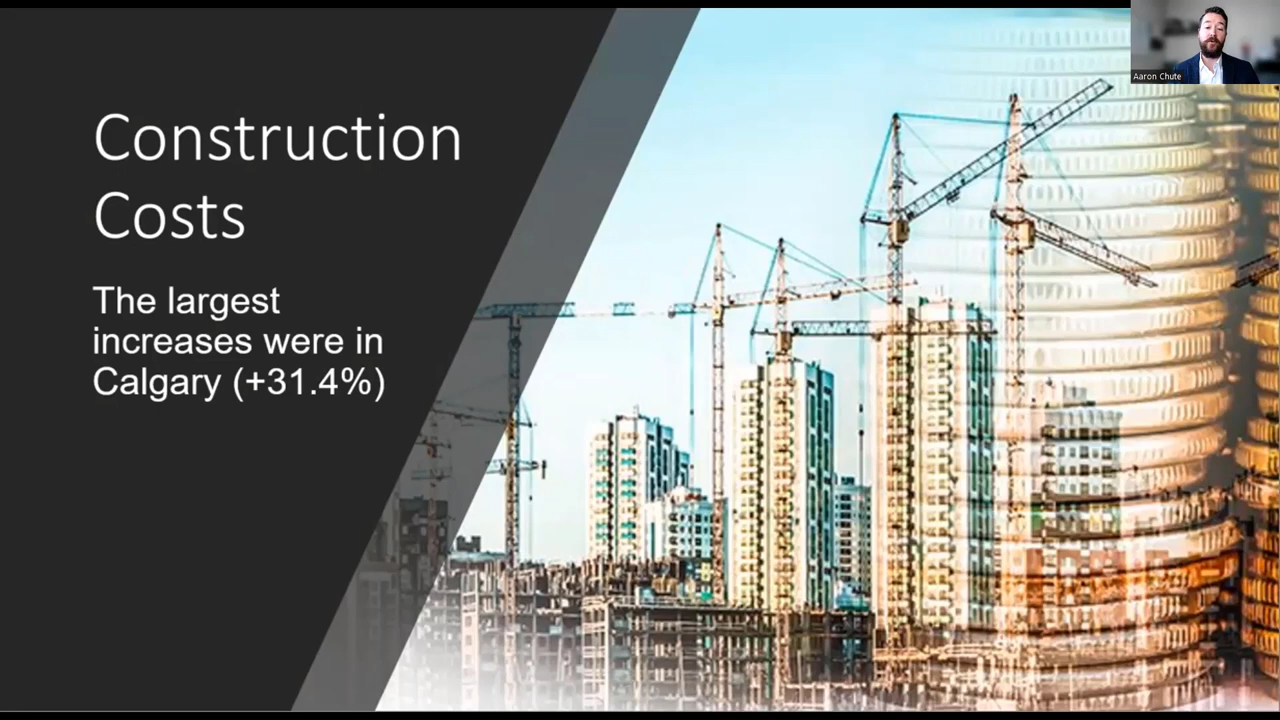 Construction
Costs
The largest
increases were in
Calgary (+31.4%)
Aaron Chute